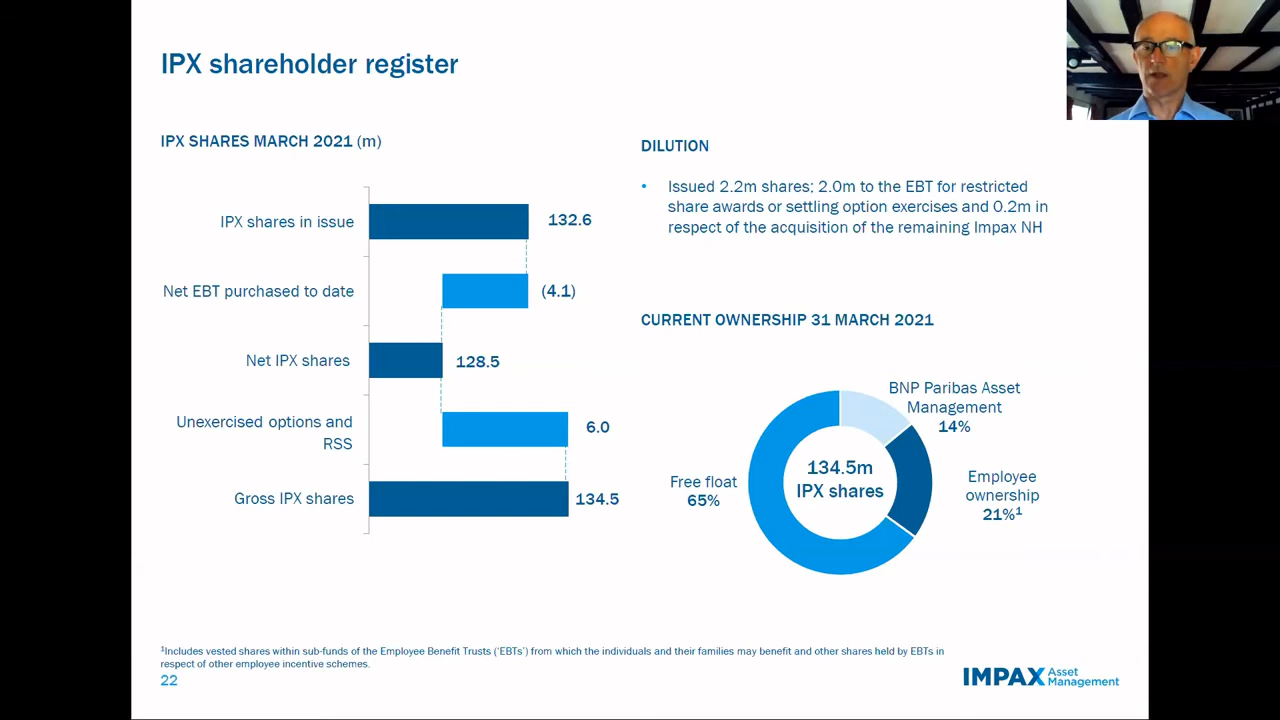 IPX shareholder register
IPX SHARES MARCH 2021 (m)
IPX shares in issue
132.6
Net EBT purchased to date
(4.1)
Net IPX shares
128.5
Unexercised options and
RSS
6.0
Gross IPX shares
134.5
DILUTION
• Issued 2.2m shares; 2.0m to the EBT for restricted
share awards or settling option exercises and 0.2m in
respect of the acquisition of the remaining Impax NH
CURRENT OWNERSHIP 31 MARCH 2021
BNP Paribas Asset
Management
14%
Free float
65%
134.5m
IPX shares
Employee
ownership
21%¹
¹Includes vested shares within sub-funds of the Employee Benefit Trusts ('EBTs') from which the individuals and their families may benefit and other shares held by EBTs in
respect of other employee incentive schemes.
22
IMPAX Asset
Management